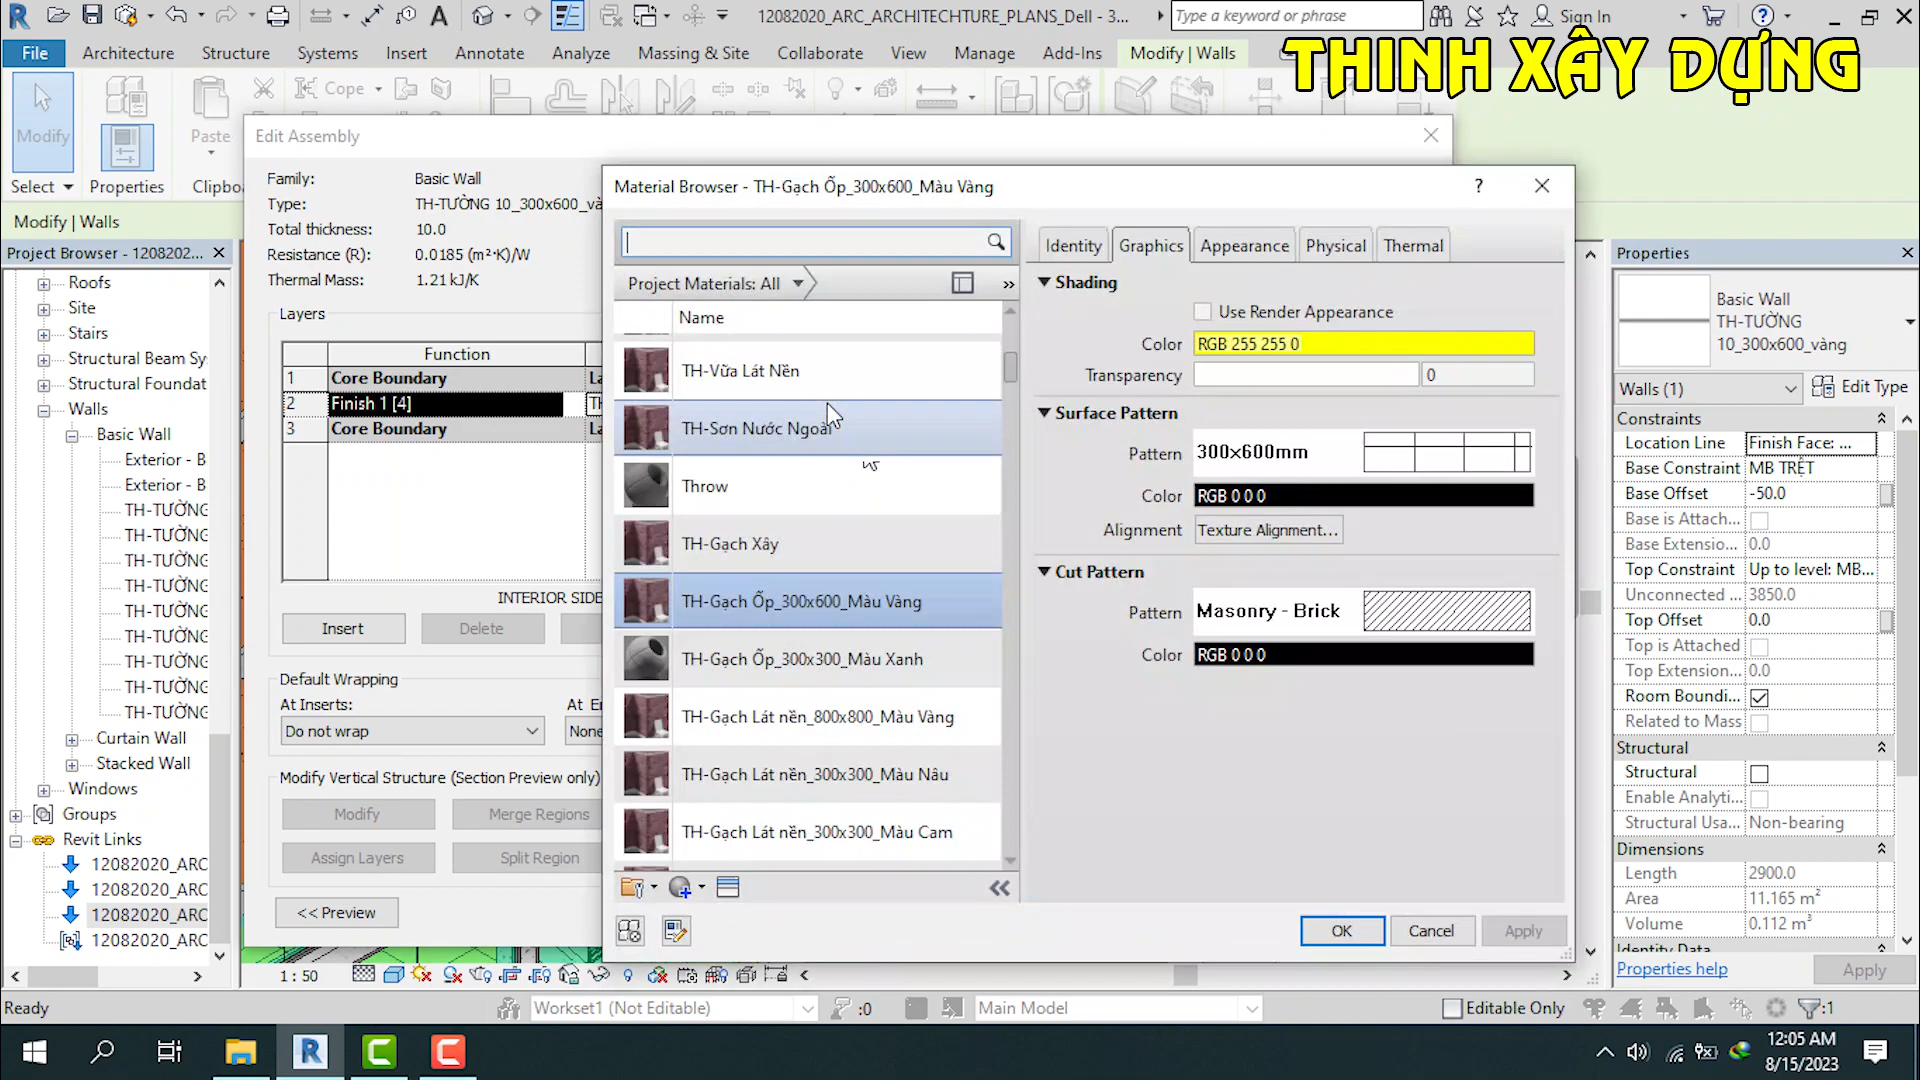 12082020_ARC_ARCHITECHTURE_PLANS_Dell - 3...
Type a keyword or phrase
Sign In
File
Architecture
Structure
Systems
Insert
Annotate
Analyze
Massing & Site
Collaborate
View
Manage
Add-Ins
Modify | Walls
THINH XÂY DỰNG
Modify
Paste
Cope
Select
Properties
Clipbo
Modify | Walls
Project Browser - 1208202...
Roofs
Site
Stairs
Structural Beam Sy
Structural Foundat
Walls
Basic Wall
Exterior - B
Exterior - B
TH-TƯỜNG
TH-TƯỜNG
TH-TƯỜNG
TH-TƯỜNG
TH-TƯỜNG
TH-TƯỜNG
TH-TƯỜNG
TH-TƯỜNG
TH-TƯỜNG
Curtain Wall
Stacked Wall
Windows
Groups
Revit Links
12082020_ARC
12082020_ARC
12082020_ARC
12082020_ARC
Edit Assembly
Family: Basic Wall
Type: TH-TƯỜNG 10_300x600_và
Total thickness: 10.0
Resistance (R): 0.0185 (m²·K)/W
Thermal Mass: 1.21 kJ/K
Layers
Function
1 Core Boundary La
2 Finish 1 [4] TH
3 Core Boundary La
INTERIOR SIDE
Insert
Delete
Default Wrapping
At Inserts: At Er
Do not wrap
None
Modify Vertical Structure (Section Preview only)
Modify
Merge Regions
Assign Layers
Split Region
<< Preview
Material Browser - TH-Gạch Ốp_300x600_Màu Vàng
?
Project Materials: All
»
Name
TH-Vữa Lát Nền
TH-Sơn Nước Ngoài
Throw
TH-Gạch Xây
TH-Gạch Ốp_300x600_Màu Vàng
TH-Gạch Ốp_300x300_Màu Xanh
TH-Gạch Lát nền_800x800_Màu Vàng
TH-Gạch Lát nền_300x300_Màu Nâu
TH-Gạch Lát nền_300x300_Màu Cam
Identity
Graphics
Appearance
Physical
Thermal
Shading
Use Render Appearance
Color RGB 255 255 0
Transparency 0
Surface Pattern
Pattern 300x600mm
Color RGB 0 0 0
Alignment Texture Alignment...
Cut Pattern
Pattern Masonry - Brick
Color RGB 0 0 0
OK
Cancel
Apply
Properties
Basic Wall
TH-TƯỜNG
10_300x600_vàng
Walls (1)
Edit Type
Constraints
Location Line Finish Face: ...
Base Constraint MB TRỆT
Base Offset -50.0
Base is Attach...
Base Extensio... 0.0
Top Constraint Up to level: MB...
Unconnected ... 3850.0
Top Offset 0.0
Top is Attached
Top Extension... 0.0
Room Boundi...
Related to Mass
Structural
Structural
Enable Analyti...
Structural Usa... Non-bearing
Dimensions
Length 2900.0
Area 11.165 m²
Volume 0.112 m³
Identity Data
Properties help
Apply
1 : 50
Ready
Workset1 (Not Editable)
:0
Main Model
Editable Only
:1
12:05 AM
8/15/2023